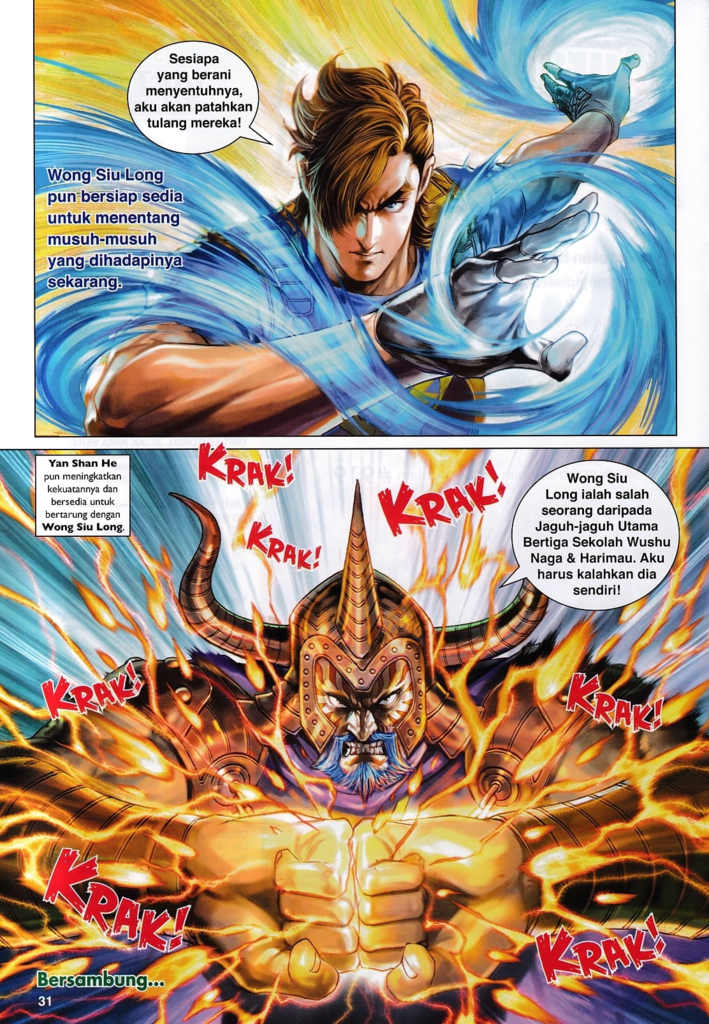 Sesiapa
yang berani
menyentuhnya,
aku akan patahkan
tulang mereka!
Wong Siu Long
pun bersiap sedia
untuk menentang
musuh-musuh
yang dihadapinya
sekarang.
Yan Shan He
pun meningkatkan
kekuatannya dan
bersedia untuk
bertarung dengan
Wong Siu Long.
KRAK!
KRAK!
KRAK!
Wong Siu
Long ialah salah
seorang daripada
Jaguh-jaguh Utama
Bertiga Sekolah Wushu
Naga & Harimau. Aku
harus kalahkan dia
sendiri!
KRAK!
KRAK!
KRAK!
KRAK!
Bersambung...
31